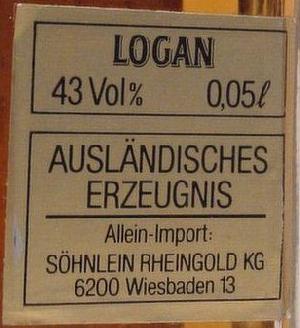 LOGAN
43 Vol% 0,05ℓ
AUSLÄNDISCHES
ERZEUGNIS
Allein-Import:
SÖHNLEIN RHEINGOLD KG
6200 Wiesbaden 13